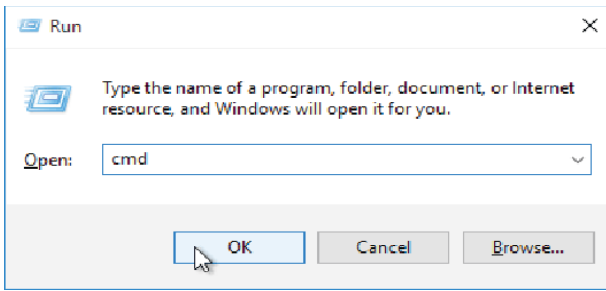 Run
Type the name of a program, folder, document, or Internet
resource, and Windows will open it for you.
Open: cmd
OK Cancel Browse...